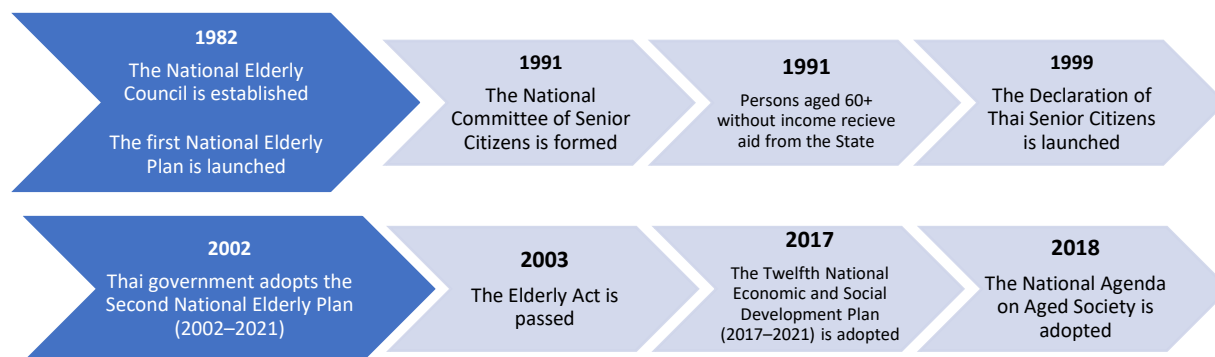 1982
The National Elderly
Council is established
The first National Elderly
Plan is launched
1991
The National
Committee of Senior
Citizens is formed
1991
Persons aged 60+
without income recieve
aid from the State
1999
The Declaration of
Thai Senior Citizens
is launched
2002
Thai government adopts the
Second National Elderly Plan
(2002–2021)
2003
The Elderly Act is
passed
2017
The Twelfth National
Economic and Social
Development Plan
(2017–2021) is adopted
2018
The National Agenda
on Aged Society is
adopted